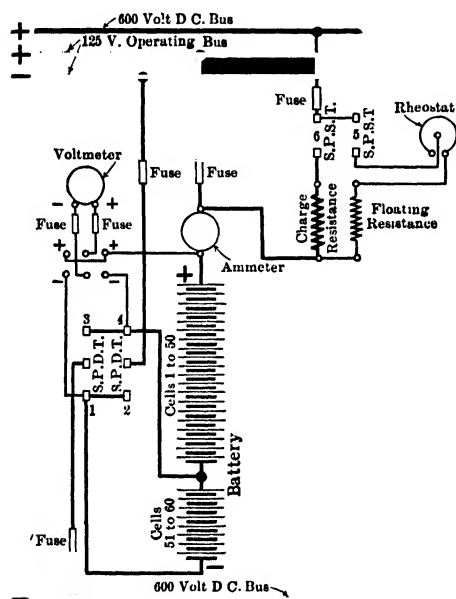 600 Volt D C. Bus
125 V. Operating Bus
+
+
−
Fuse
S.P.S.T.
6
5
S.P.S.T
Rheostat
Voltmeter
Fuse
Fuse
− +
Fuse Fuse
+ +
− −
Charge
Resistance
Floating
Resistance
Ammeter
+
3 4
S.P.D.T.
S.P.D.T.
1 2
Cells 1 to 50
Battery
Cells
51 to 60
−
Fuse
600 Volt D C. Bus